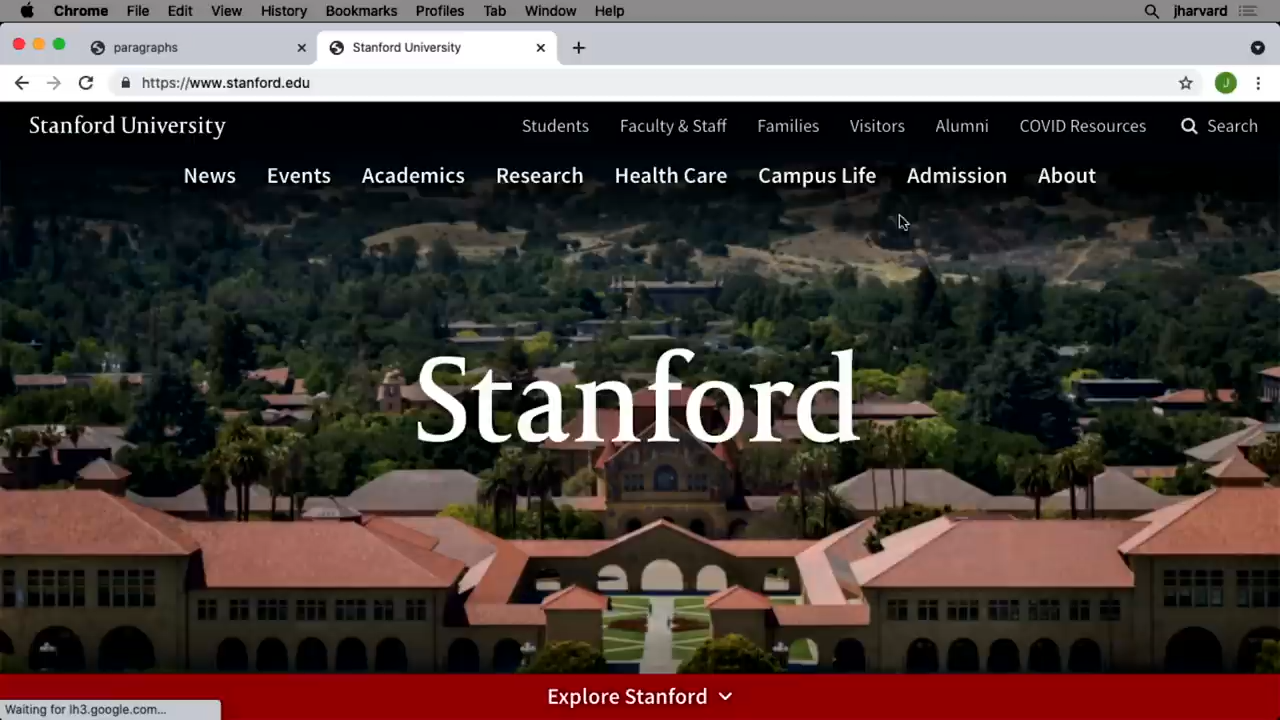 Chrome File Edit View History Bookmarks Profiles Tab Window Help jharvard
paragraphs Stanford University
https://www.stanford.edu J
Stanford University Students Faculty & Staff Families Visitors Alumni COVID Resources Search
News Events Academics Research Health Care Campus Life Admission About
Stanford
Explore Stanford
Waiting for lh3.google.com...